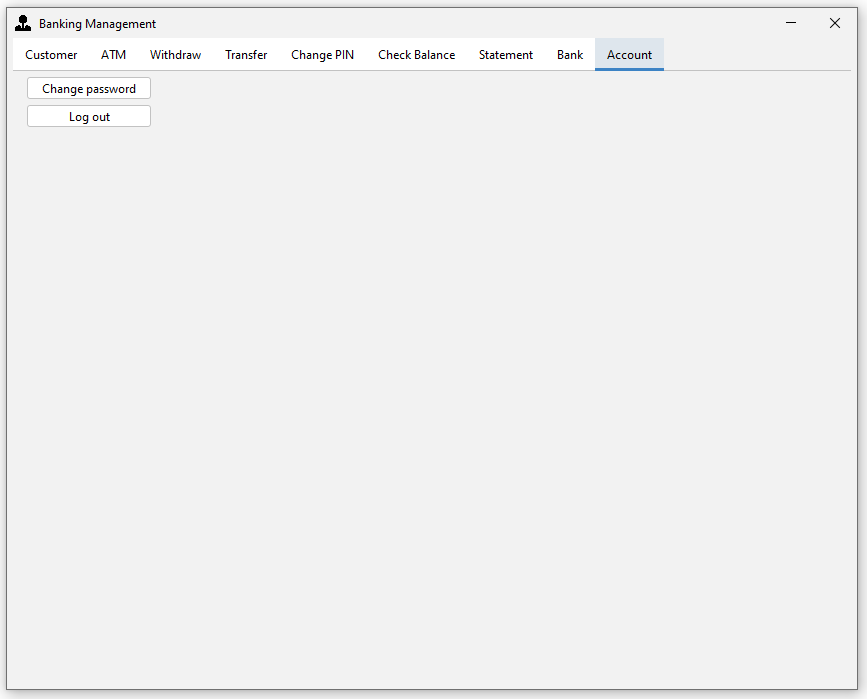 Banking Management
Customer ATM Withdraw Transfer Change PIN Check Balance Statement Bank Account
Change password
Log out